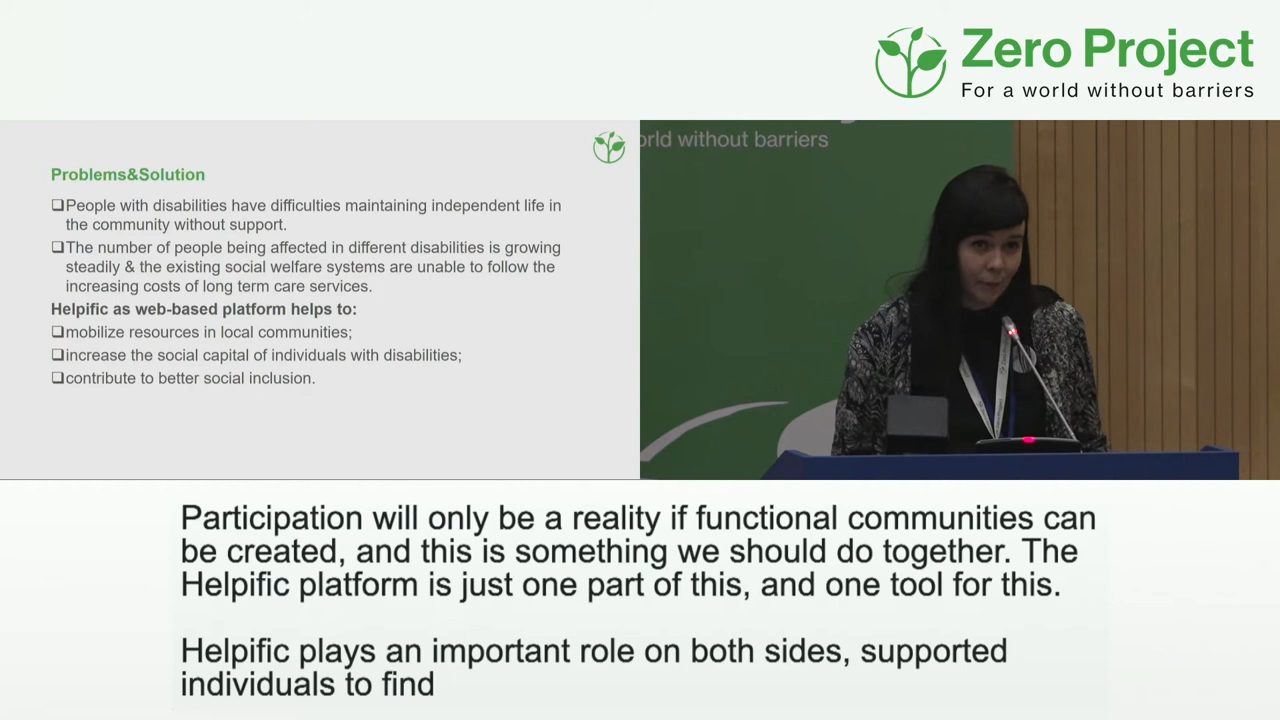 Zero Project
For a world without barriers
Problems&Solution
❑People with disabilities have difficulties maintaining independent life in
the community without support.
❑The number of people being affected in different disabilities is growing
steadily & the existing social welfare systems are unable to follow the
increasing costs of long term care services.
Helpific as web-based platform helps to:
❑mobilize resources in local communities;
❑increase the social capital of individuals with disabilities;
❑contribute to better social inclusion.
orld without barriers
Participation will only be a reality if functional communities can
be created, and this is something we should do together. The
Helpific platform is just one part of this, and one tool for this.
Helpific plays an important role on both sides, supported
individuals to find